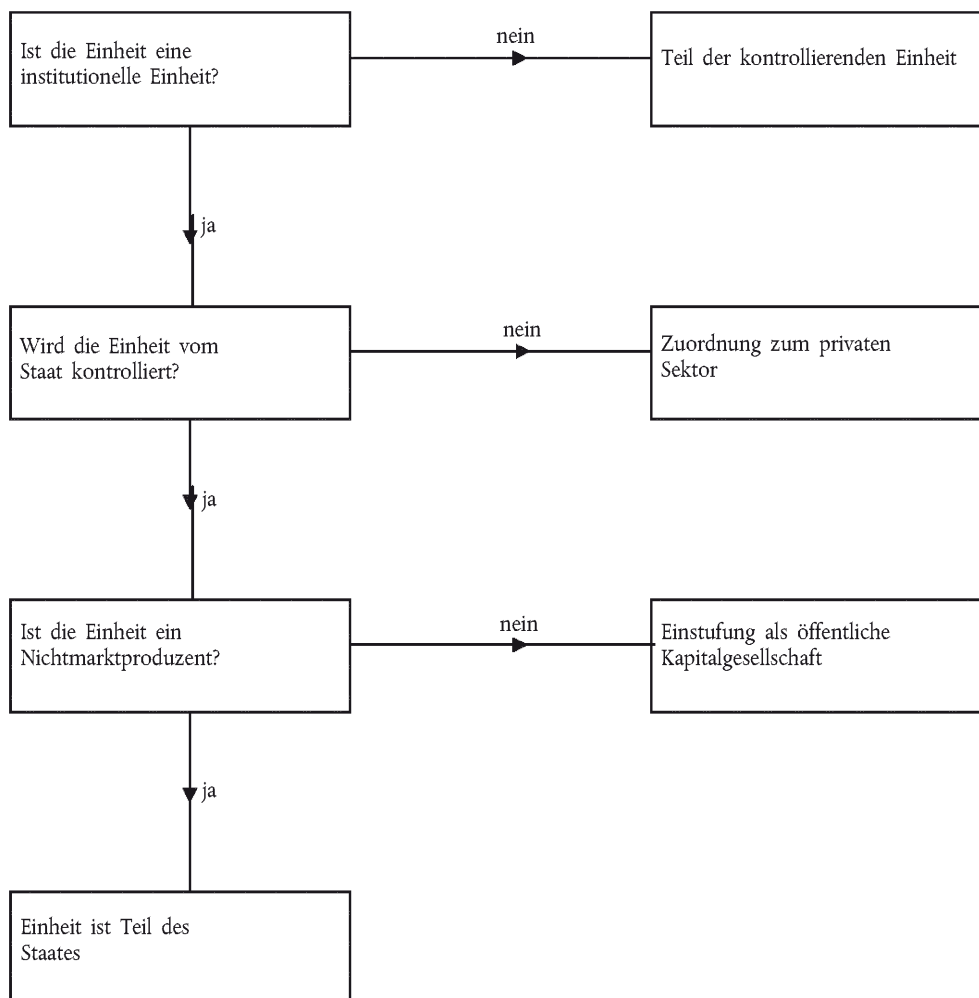 Ist die Einheit eine
institutionelle Einheit?
nein
Teil der kontrollierenden Einheit
ja
Wird die Einheit vom
Staat kontrolliert?
nein
Zuordnung zum privaten
Sektor
ja
Ist die Einheit ein
Nichtmarktproduzent?
nein
Einstufung als öffentliche
Kapitalgesellschaft
ja
Einheit ist Teil des
Staates